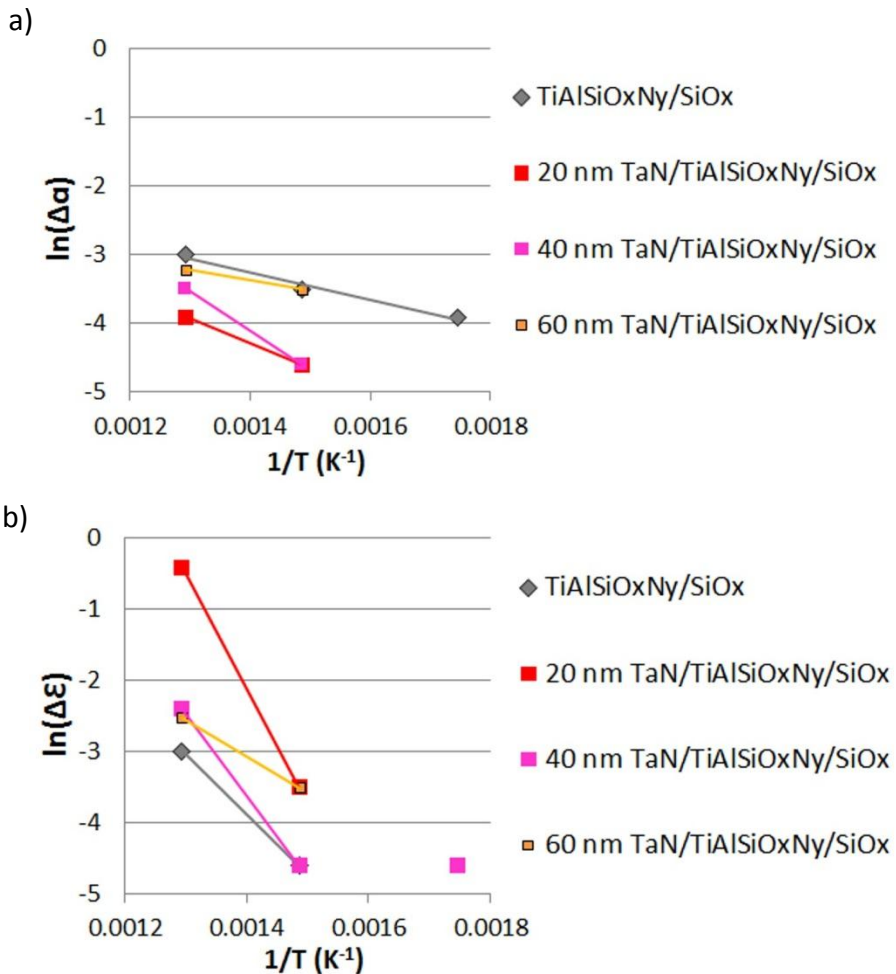 a)
0
-1
-2
-3
-4
-5
ln(Δα)
0.0012 0.0014 0.0016 0.0018
1/T (K⁻¹)
TiAlSiOxNy/SiOx
20 nm TaN/TiAlSiOxNy/SiOx
40 nm TaN/TiAlSiOxNy/SiOx
60 nm TaN/TiAlSiOxNy/SiOx
b)
0
-1
-2
-3
-4
-5
ln(Δε)
0.0012 0.0014 0.0016 0.0018
1/T (K⁻¹)
TiAlSiOxNy/SiOx
20 nm TaN/TiAlSiOxNy/SiOx
40 nm TaN/TiAlSiOxNy/SiOx
60 nm TaN/TiAlSiOxNy/SiOx